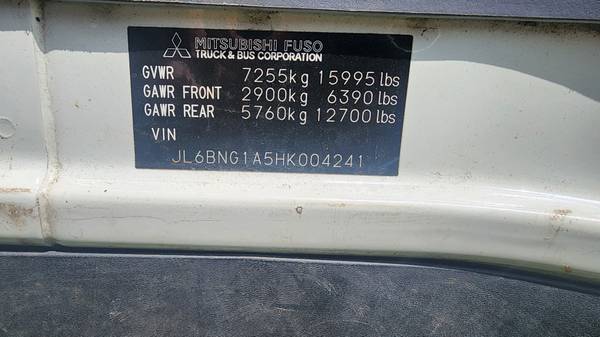 MITSUBISHI FUSO
TRUCK & BUS CORPORATION
GVWR 7255kg 15995 lbs
GAWR FRONT 2900kg 6390 lbs
GAWR REAR 5760kg 12700 lbs
VIN
JL6BNG1A5HK004241